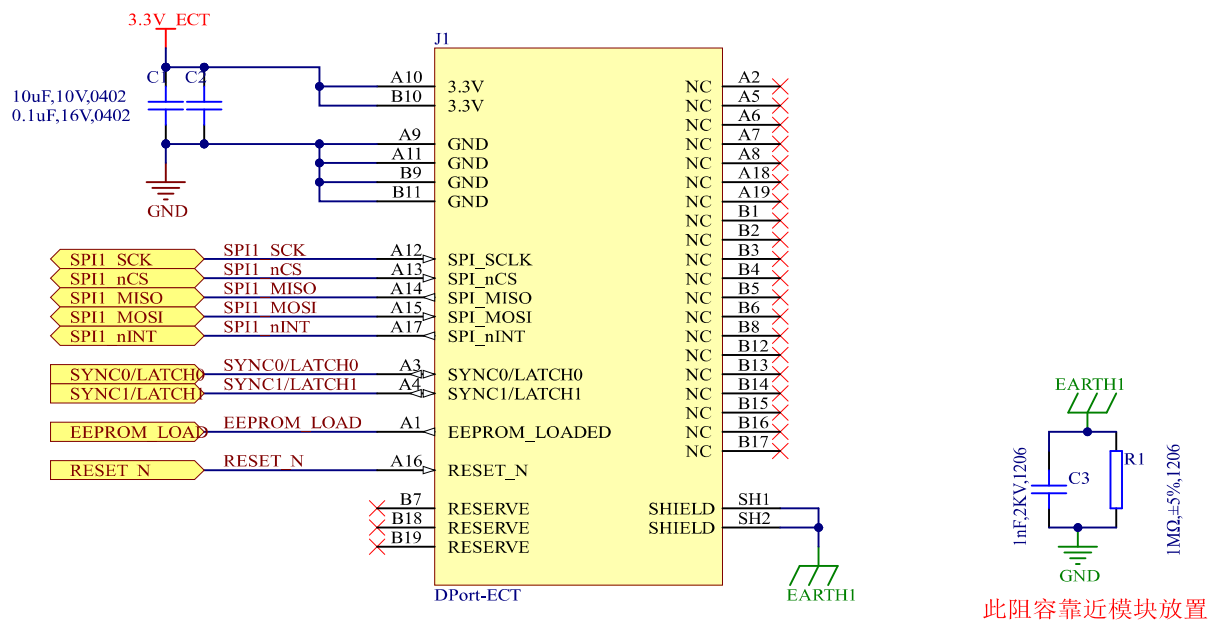 3.3V_ECT
C1
C2
10uF,10V,0402
0.1uF,16V,0402
GND
J1
A10 3.3V
B10 3.3V
A9 GND
A11 GND
B9 GND
B11 GND
SPI1_SCK SPI1_SCK A12 SPI_SCLK
SPI1_nCS SPI1_nCS A13 SPI_nCS
SPI1_MISO SPI1_MISO A14 SPI_MISO
SPI1_MOSI SPI1_MOSI A15 SPI_MOSI
SPI1_nINT SPI1_nINT A17 SPI_nINT
SYNC0/LATCH0 SYNC0/LATCH0 A3 SYNC0/LATCH0
SYNC1/LATCH1 SYNC1/LATCH1 A4 SYNC1/LATCH1
EEPROM_LOAD EEPROM_LOAD A1 EEPROM_LOADED
RESET_N RESET_N A16 RESET_N
B7 RESERVE
B18 RESERVE
B19 RESERVE
NC A2
NC A5
NC A6
NC A7
NC A8
NC A18
NC A19
NC B1
NC B2
NC B3
NC B4
NC B5
NC B6
NC B8
NC B12
NC B13
NC B14
NC B15
NC B16
NC B17
SHIELD SH1
SHIELD SH2
DPort-ECT
EARTH1
EARTH1
1nF,2KV,1206
C3
R1
1MΩ,±5%,1206
GND
此阻容靠近模块放置